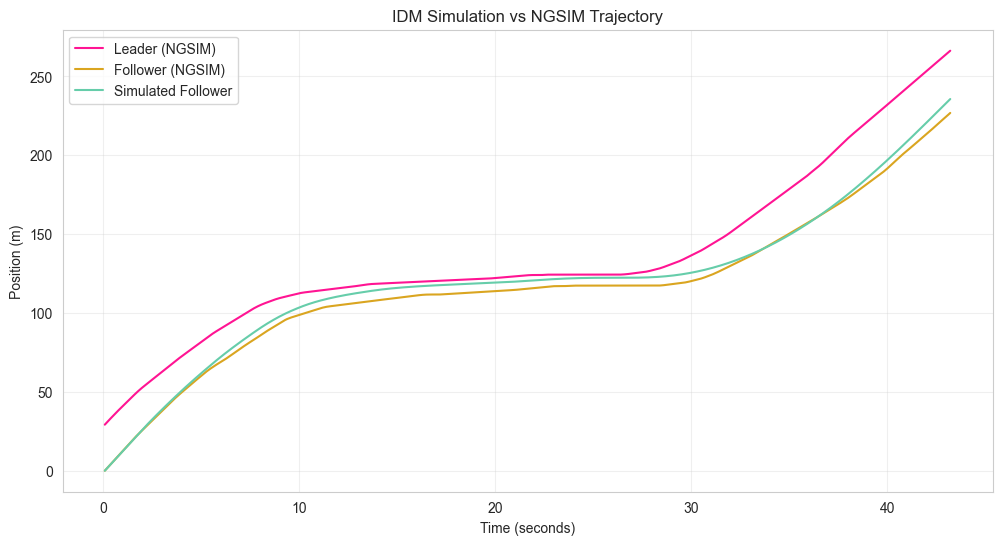 IDM Simulation vs NGSIM Trajectory
Leader (NGSIM)
Follower (NGSIM)
Simulated Follower
Position (m)
250
200
150
100
50
0
0 10 20 30 40
Time (seconds)